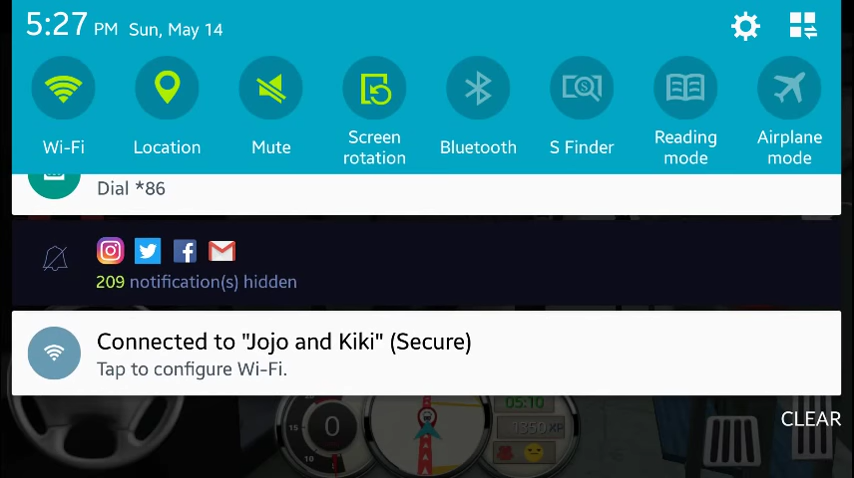 5:27 PM Sun, May 14
Wi-Fi
Location
Mute
Screen
rotation
Bluetooth
S Finder
Reading
mode
Airplane
mode
Dial *86
209 notification(s) hidden
Connected to "Jojo and Kiki" (Secure)
Tap to configure Wi-Fi.
CLEAR
05:10
15
0
1350 XP
10